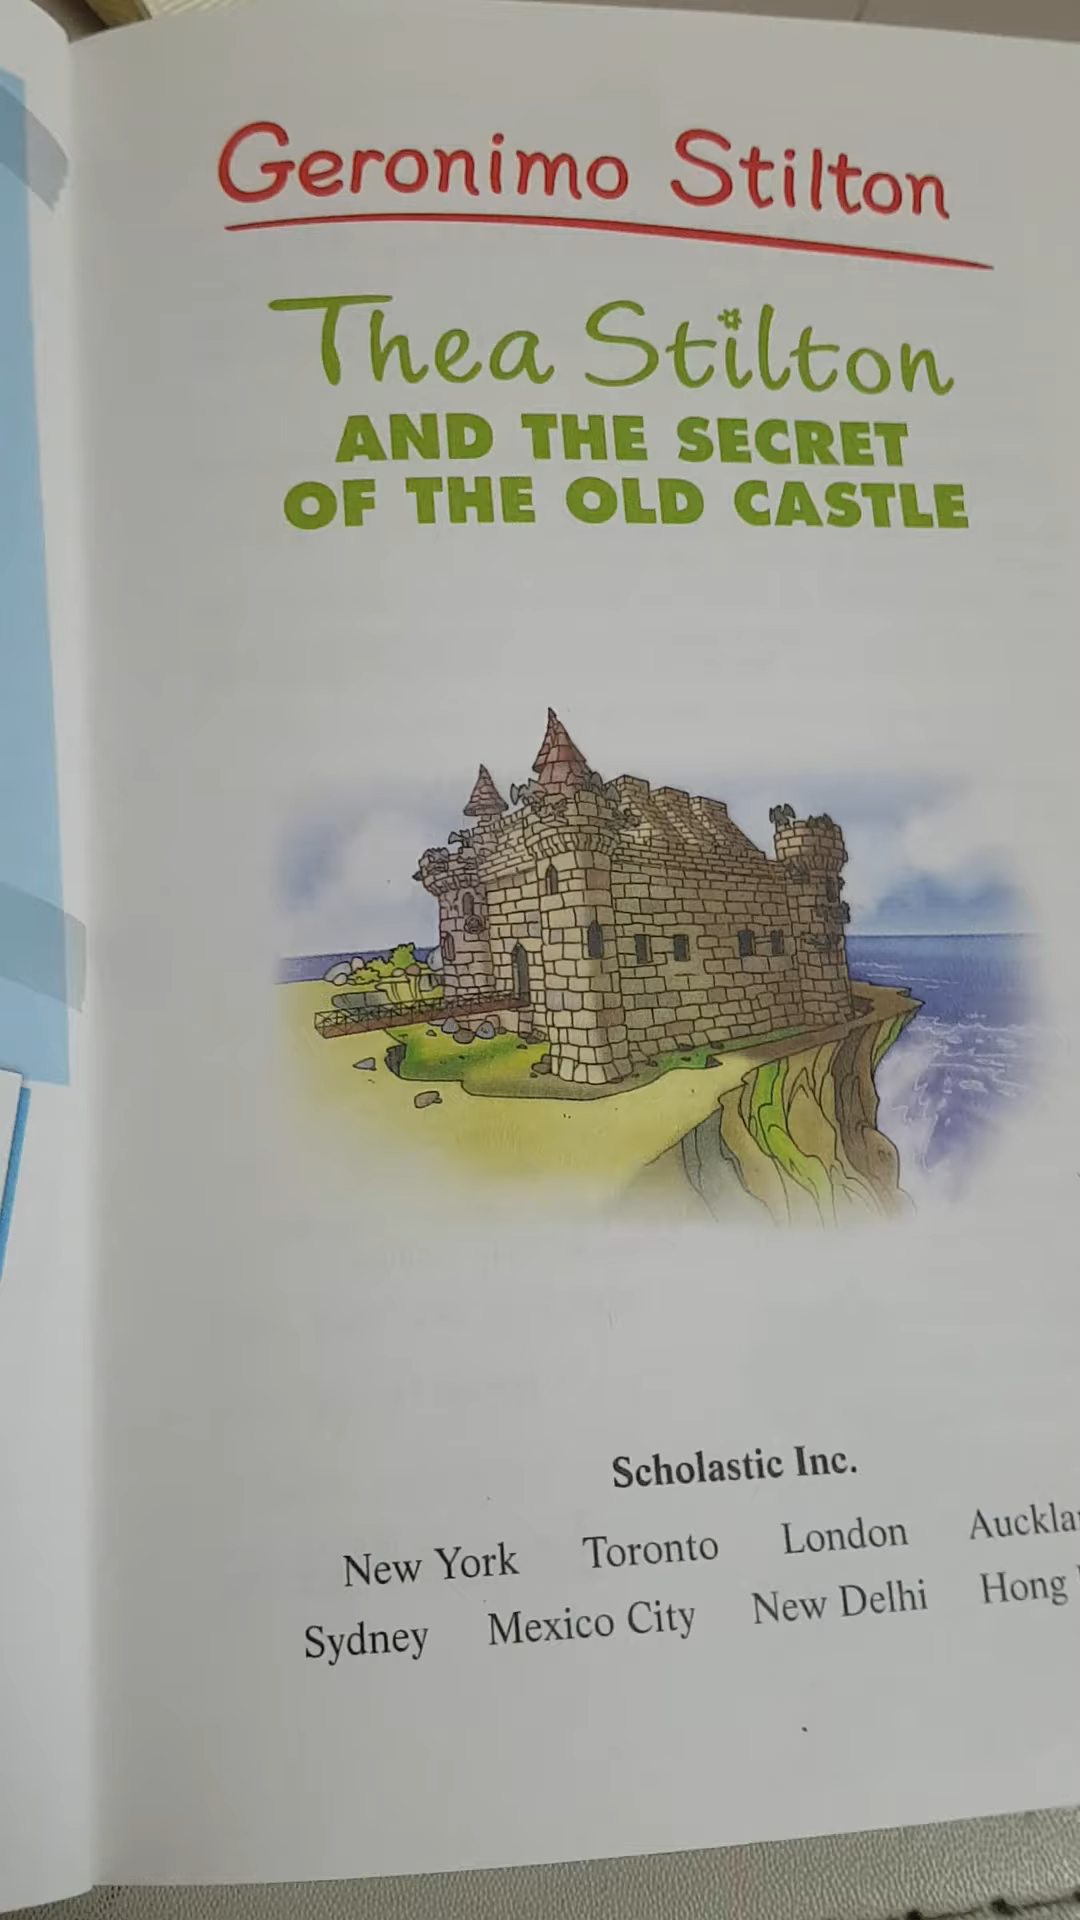 Geronimo Stilton
Thea Stilton
AND THE SECRET
OF THE OLD CASTLE
Scholastic Inc.
New York Toronto London
Sydney Mexico City New Delhi Hong